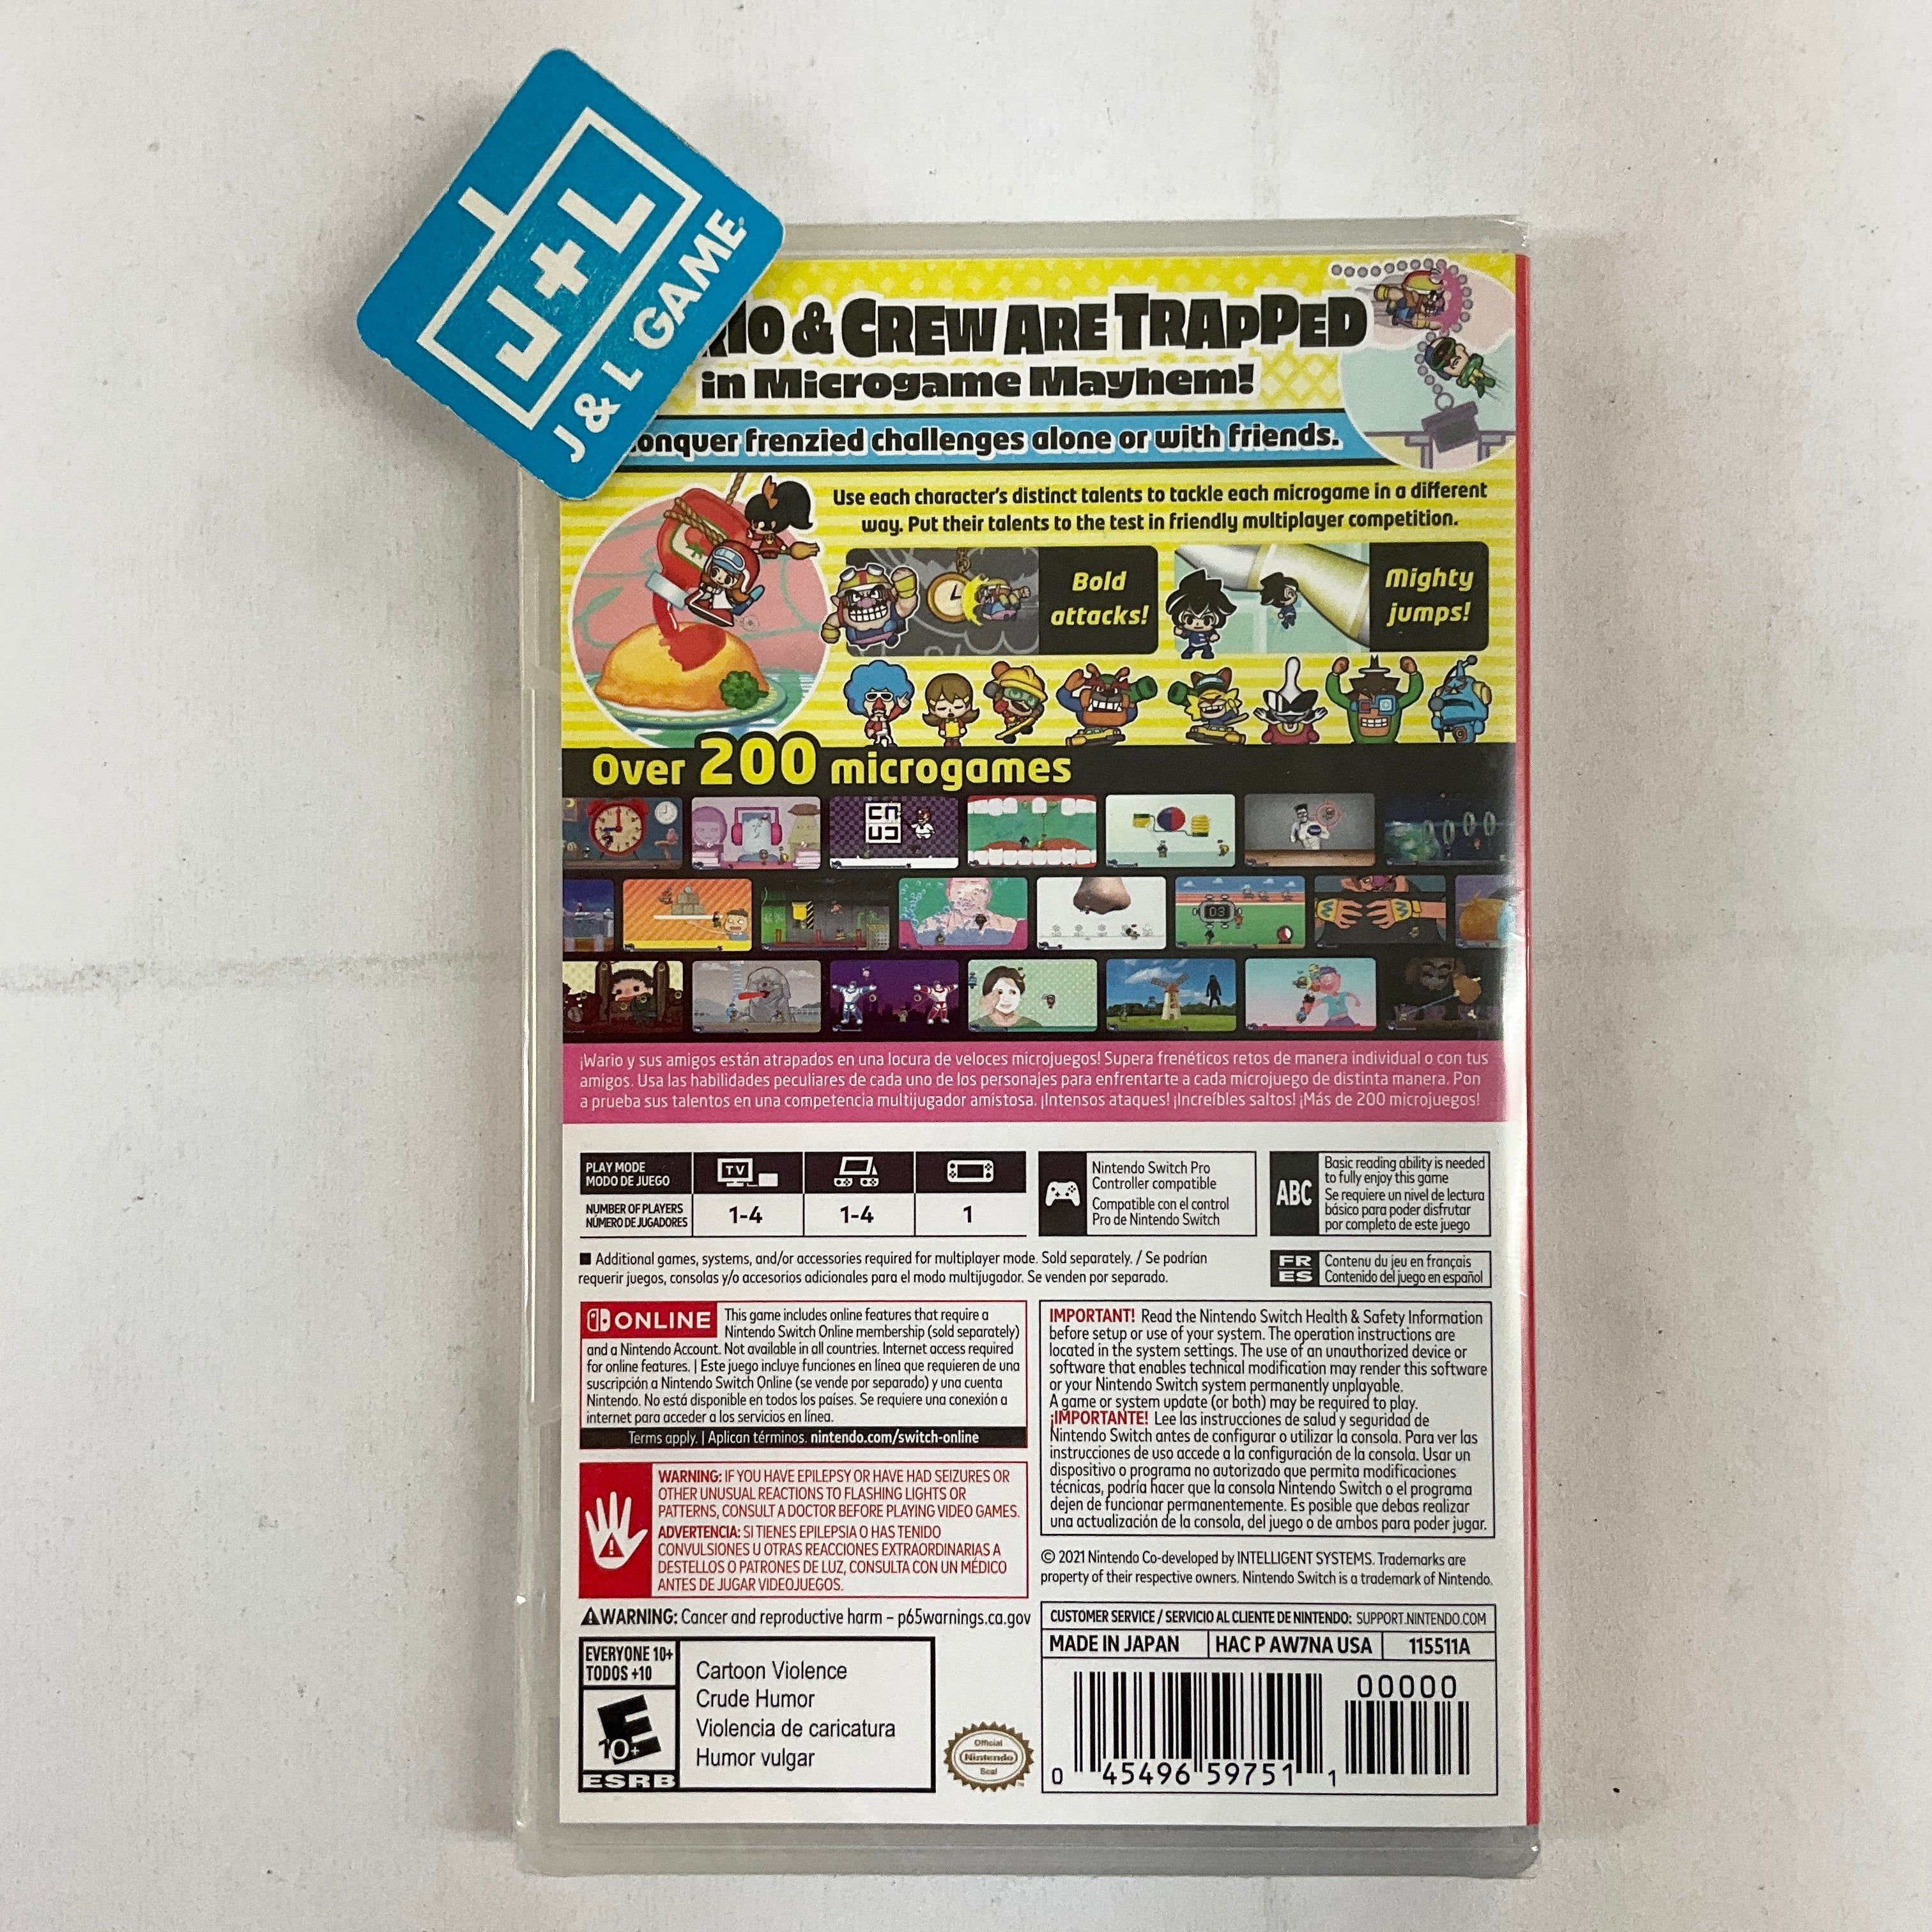 J+L
J & L GAME
& CREW ARE TRAPPED
in Microgame Mayhem!
frenzied challenges alone or with friends.
Use each character's distinct talents to tackle each microgame in a different
way. Put their talents to the test in friendly multiplayer competition.
Bold
attacks!
Mighty
jumps!
Over 200 microgames
03
¡Wario y sus amigos están atrapados en una locura de veloces microjuegos! Supera frenéticos retos de manera individual o con tus
amigos. Usa las habilidades peculiares de cada uno de los personajes para enfrentarte a cada microjuego de distinta manera. Pon
a prueba sus talentos en una competencia multijugador amistosa. ¡Intensos ataques! ¡Increíbles saltos! ¡Más de 200 microjuegos!
PLAY MODE
MODO DE JUEGO
TV
NUMBER OF PLAYERS
NÚMERO DE JUGADORES
1-4
1-4
1
Nintendo Switch Pro
Controller compatible
Compatible con el control
Pro de Nintendo Switch
ABC
Basic reading ability is needed
to fully enjoy this game
Se requiere un nivel de lectura
básico para poder disfrutar
por completo de este juego
■ Additional games, systems, and/or accessories required for multiplayer mode. Sold separately. / Se podrían
requerir juegos, consolas y/o accesorios adicionales para el modo multijugador. Se venden por separado.
FR
ES
Contenu du jeu en français
Contenido del juego en español
ONLINE
This game includes online features that require a
Nintendo Switch Online membership (sold separately)
and a Nintendo Account. Not available in all countries. Internet access required
for online features. | Este juego incluye funciones en línea que requieren de una
suscripción a Nintendo Switch Online (se vende por separado) y una cuenta
Nintendo. No está disponible en todos los países. Se requiere una conexión a
internet para acceder a los servicios en línea.
Terms apply. | Aplican términos. nintendo.com/switch-online
IMPORTANT! Read the Nintendo Switch Health & Safety Information
before setup or use of your system. The operation instructions are
located in the system settings. The use of an unauthorized device or
software that enables technical modification may render this software
or your Nintendo Switch system permanently unplayable.
A game or system update (or both) may be required to play.
¡IMPORTANTE! Lee las instrucciones de salud y seguridad de
Nintendo Switch antes de configurar o utilizar la consola. Para ver las
instrucciones de uso accede a la configuración de la consola. Usar un
dispositivo o programa no autorizado que permita modificaciones
técnicas, podría hacer que la consola Nintendo Switch o el programa
dejen de funcionar permanentemente. Es posible que debas realizar
una actualización de la consola, del juego o de ambos para poder jugar.
WARNING: IF YOU HAVE EPILEPSY OR HAVE HAD SEIZURES OR
OTHER UNUSUAL REACTIONS TO FLASHING LIGHTS OR
PATTERNS, CONSULT A DOCTOR BEFORE PLAYING VIDEO GAMES.
ADVERTENCIA: SI TIENES EPILEPSIA O HAS TENIDO
CONVULSIONES U OTRAS REACCIONES EXTRAORDINARIAS A
DESTELLOS O PATRONES DE LUZ, CONSULTA CON UN MÉDICO
ANTES DE JUGAR VIDEOJUEGOS.
© 2021 Nintendo Co-developed by INTELLIGENT SYSTEMS. Trademarks are
property of their respective owners. Nintendo Switch is a trademark of Nintendo.
⚠WARNING: Cancer and reproductive harm – p65warnings.ca.gov
CUSTOMER SERVICE / SERVICIO AL CLIENTE DE NINTENDO: SUPPORT.NINTENDO.COM
MADE IN JAPAN
HAC P AW7NA USA
115511A
EVERYONE 10+
TODOS +10
E
10+
ESRB
Cartoon Violence
Crude Humor
Violencia de caricatura
Humor vulgar
Official
Nintendo
Seal
00000
0 45496 59751 1